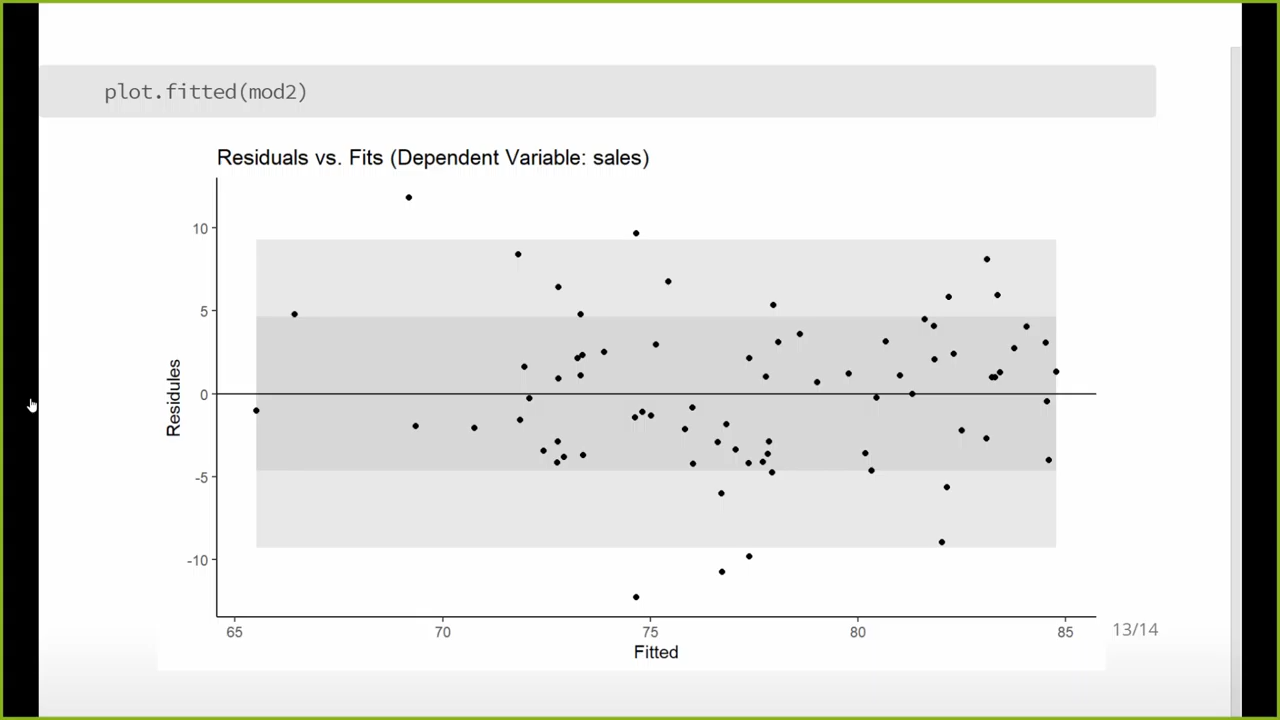 plot.fitted(mod2)
Residuals vs. Fits (Dependent Variable: sales)
10
5
0
-5
-10
Residules
65
70
75
80
85
Fitted
13/14